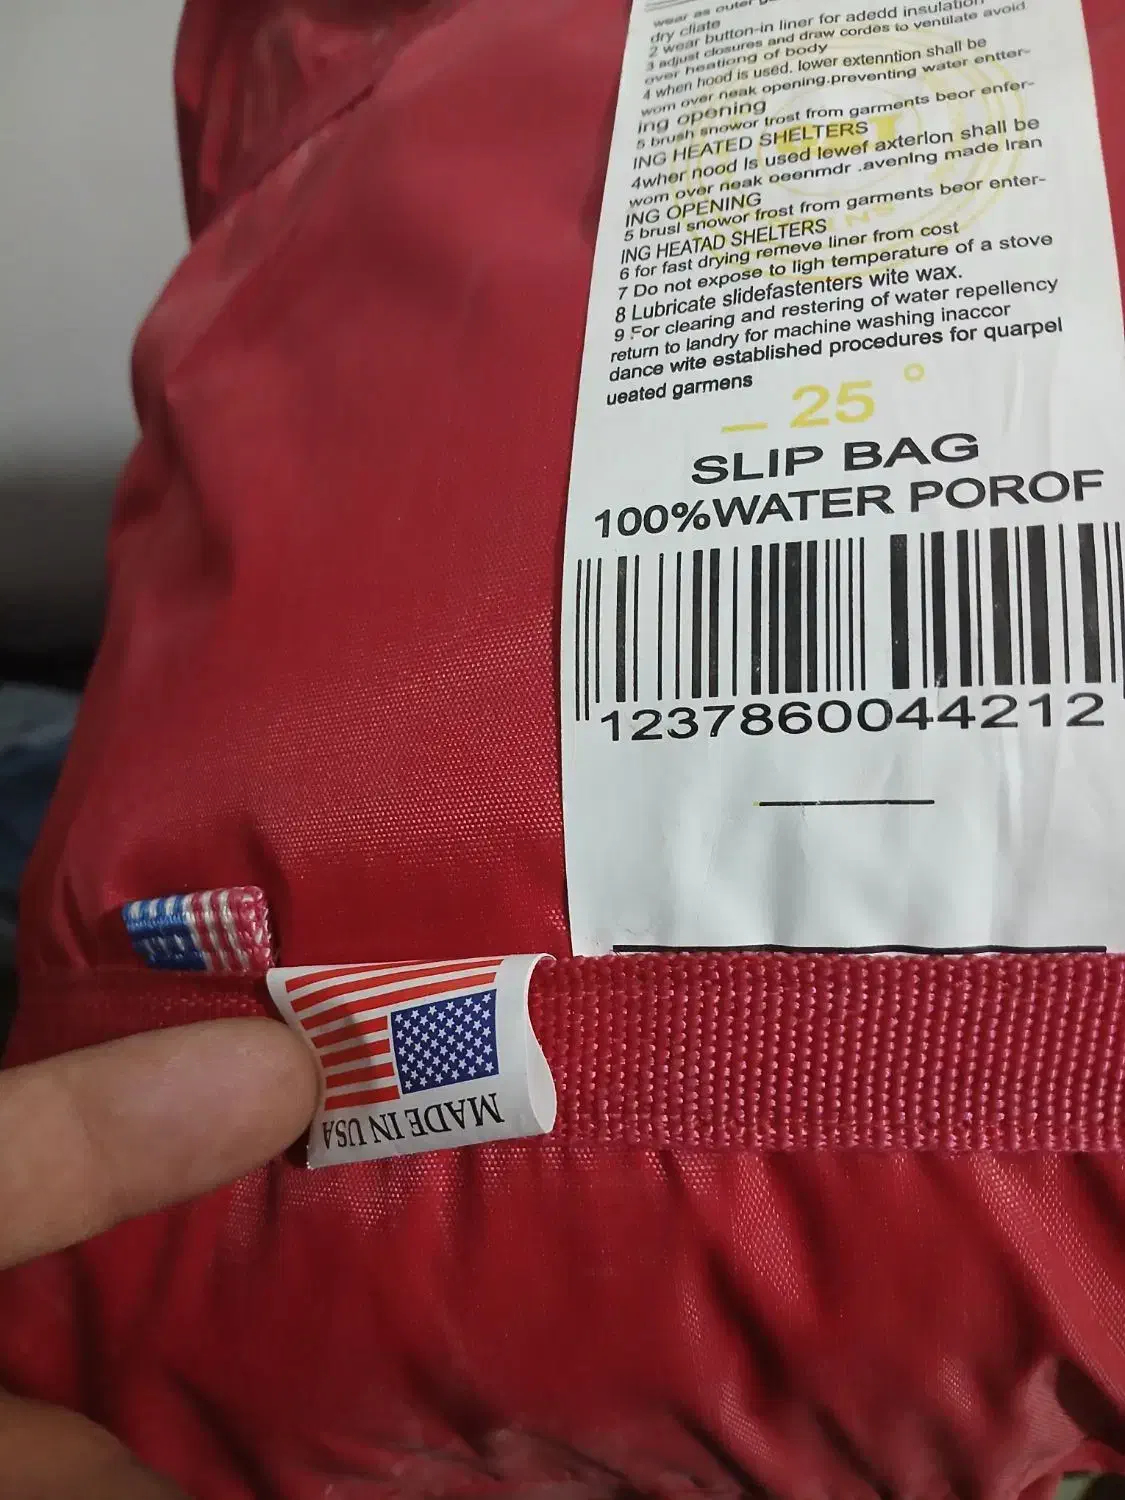 wear as outer
dry cliate
2 wear button-in liner for adedd insulation
3 adjust closures and draw cordes to ventilate avoid
over heationg of body
4 when hood is used. lower extenntion shall be
wom over neak opening.preventing water entter-
ing opening
5 brush snowor trost from garments beor enfer-
ING HEATED SHELTERS
4wher nood Is used lewef axterlon shall be
wom over neak oeenmdr .avenlng made Iran
ING OPENING
5 brusl snowor frost from garments beor enter-
ING HEATAD SHELTERS
6 for fast drying remeve liner from cost
7 Do not expose to ligh temperature of a stove
8 Lubricate slidefastenters wite wax.
9 For clearing and restering of water repellency
return to landry for machine washing inaccor
dance wite established procedures for quarpel
ueated garmens
— 25 °
SLIP BAG
100%WATER POROF
1237860044212
MADE IN USA